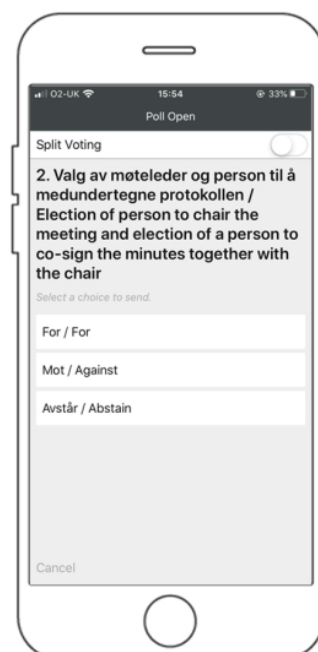 O2-UK 15:54 33%
Poll Open
Split Voting
2. Valg av møteleder og person til å
medundertegne protokollen /
Election of person to chair the
meeting and election of a person to
co-sign the minutes together with
the chair
Select a choice to send.
For / For
Mot / Against
Avstår / Abstain
Cancel